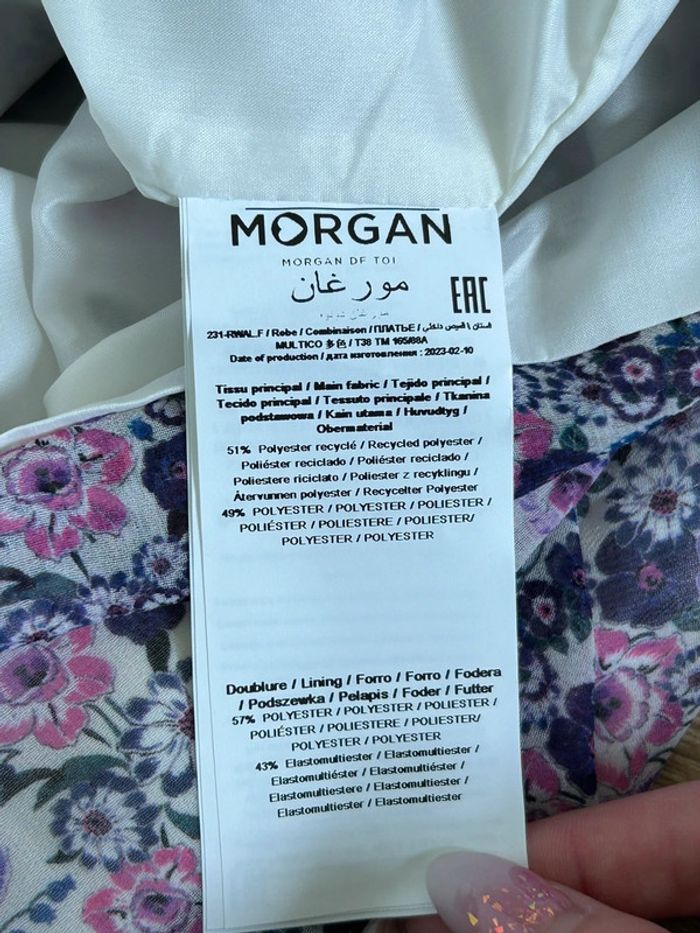 MORGAN
MORGAN DE TOI
مورغان
EAC
231-RWAL.F / Robe / Combinaison / ПЛАТЬЕ / فستان \ قميص داخلي
MULTICO 多色 / T38 TM 165/88A
Date of production / дата изготовления : 2023-02-10
Tissu principal / Main fabric / Tejido principal /
Tecido principal / Tessuto principale / Tkanina
podstawowa / Kain utama / Huvudtyg /
Obermaterial
51% Polyester recyclé / Recycled polyester /
Poliéster reciclado / Poliéster reciclado /
Poliestere riciclato / Poliester z recyklingu /
Återvunnen polyester / Recycelter Polyester
49% POLYESTER / POLYESTER / POLIESTER /
POLIÉSTER / POLIESTERE / POLIESTER/
POLYESTER / POLYESTER
Doublure / Lining / Forro / Forro / Fodera
/ Podszewka / Pelapis / Foder / Futter
57% POLYESTER / POLYESTER / POLIESTER /
POLIÉSTER / POLIESTERE / POLIESTER/
POLYESTER / POLYESTER
43% Elastomultiester / Elastomultiester /
Elastomultiéster / Elastomultiéster /
Elastomultiestere / Elastomultiester /
Elastomultiester / Elastomultiester